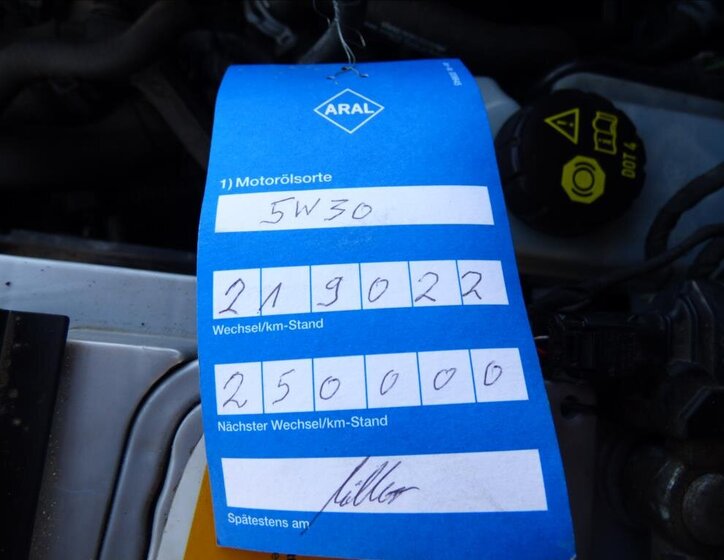 ARAL
1) Motorölsorte
5W30
219022
Wechsel/km-Stand
250000
Nächster Wechsel/km-Stand
Spätestens am
DOT 4